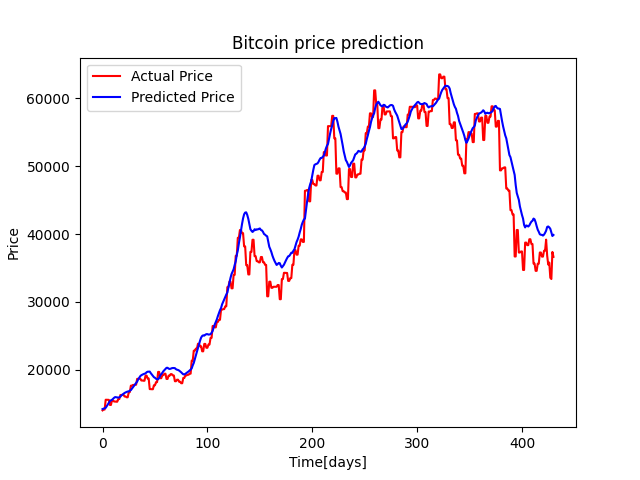 Bitcoin price prediction
Actual Price
Predicted Price
60000
50000
40000
30000
20000
Price
0 100 200 300 400
Time[days]